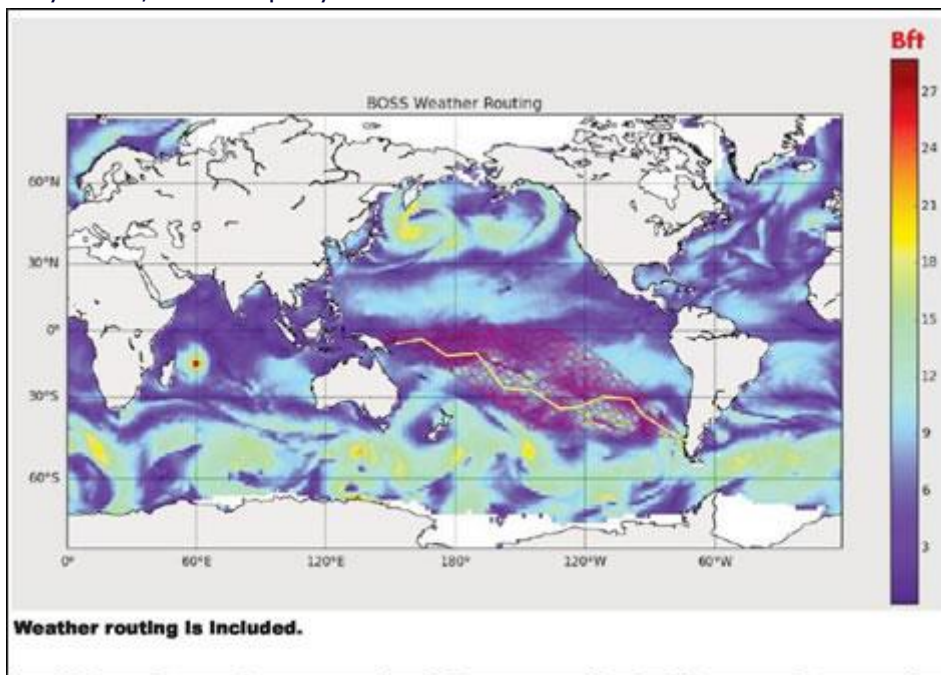 Bft
BOSS Weather Routing
27
24
21
18
15
12
9
6
3
60°N
30°N
0°
30°S
60°S
0°
60°E
120°E
180°
120°W
60°W
Weather routing is included.